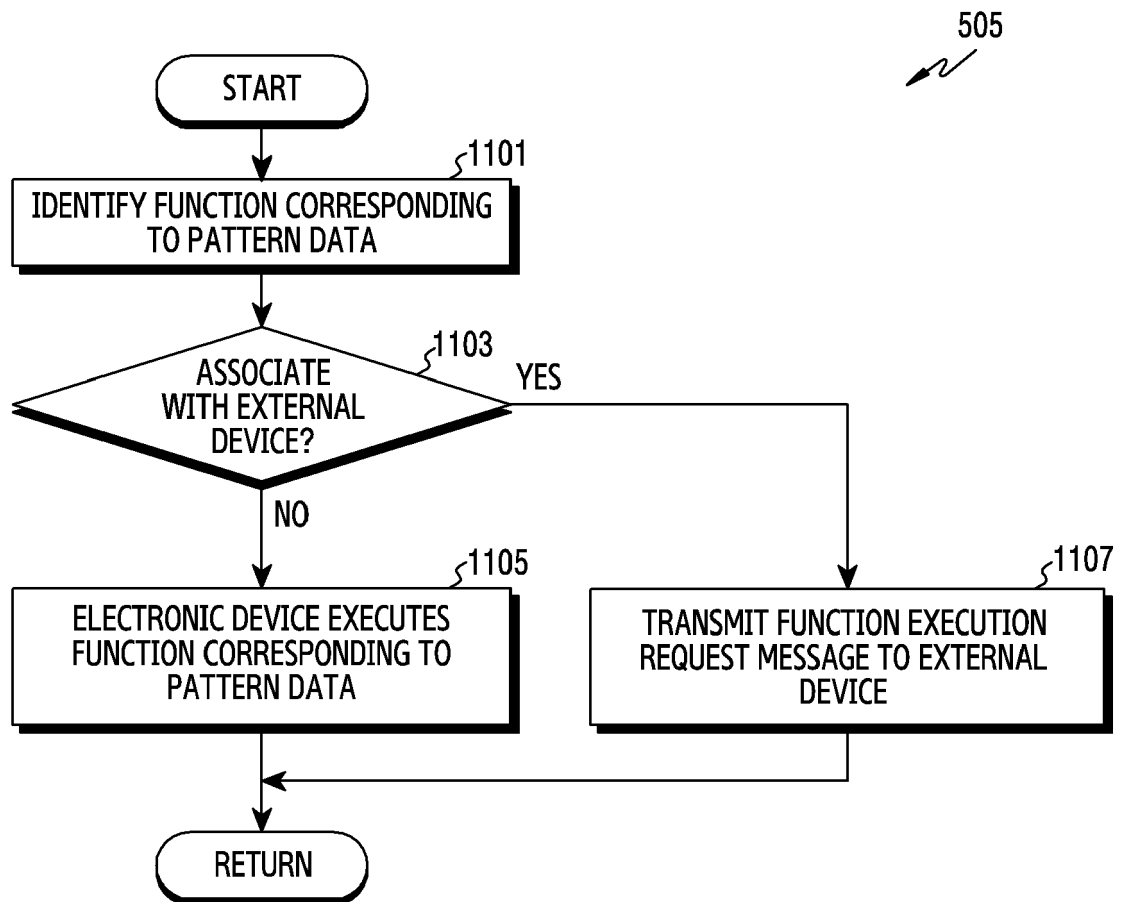 505
START
1101
IDENTIFY FUNCTION CORRESPONDING
TO PATTERN DATA
1103
ASSOCIATE
WITH EXTERNAL
DEVICE?
YES
NO
1105
ELECTRONIC DEVICE EXECUTES
FUNCTION CORRESPONDING TO
PATTERN DATA
1107
TRANSMIT FUNCTION EXECUTION
REQUEST MESSAGE TO EXTERNAL
DEVICE
RETURN